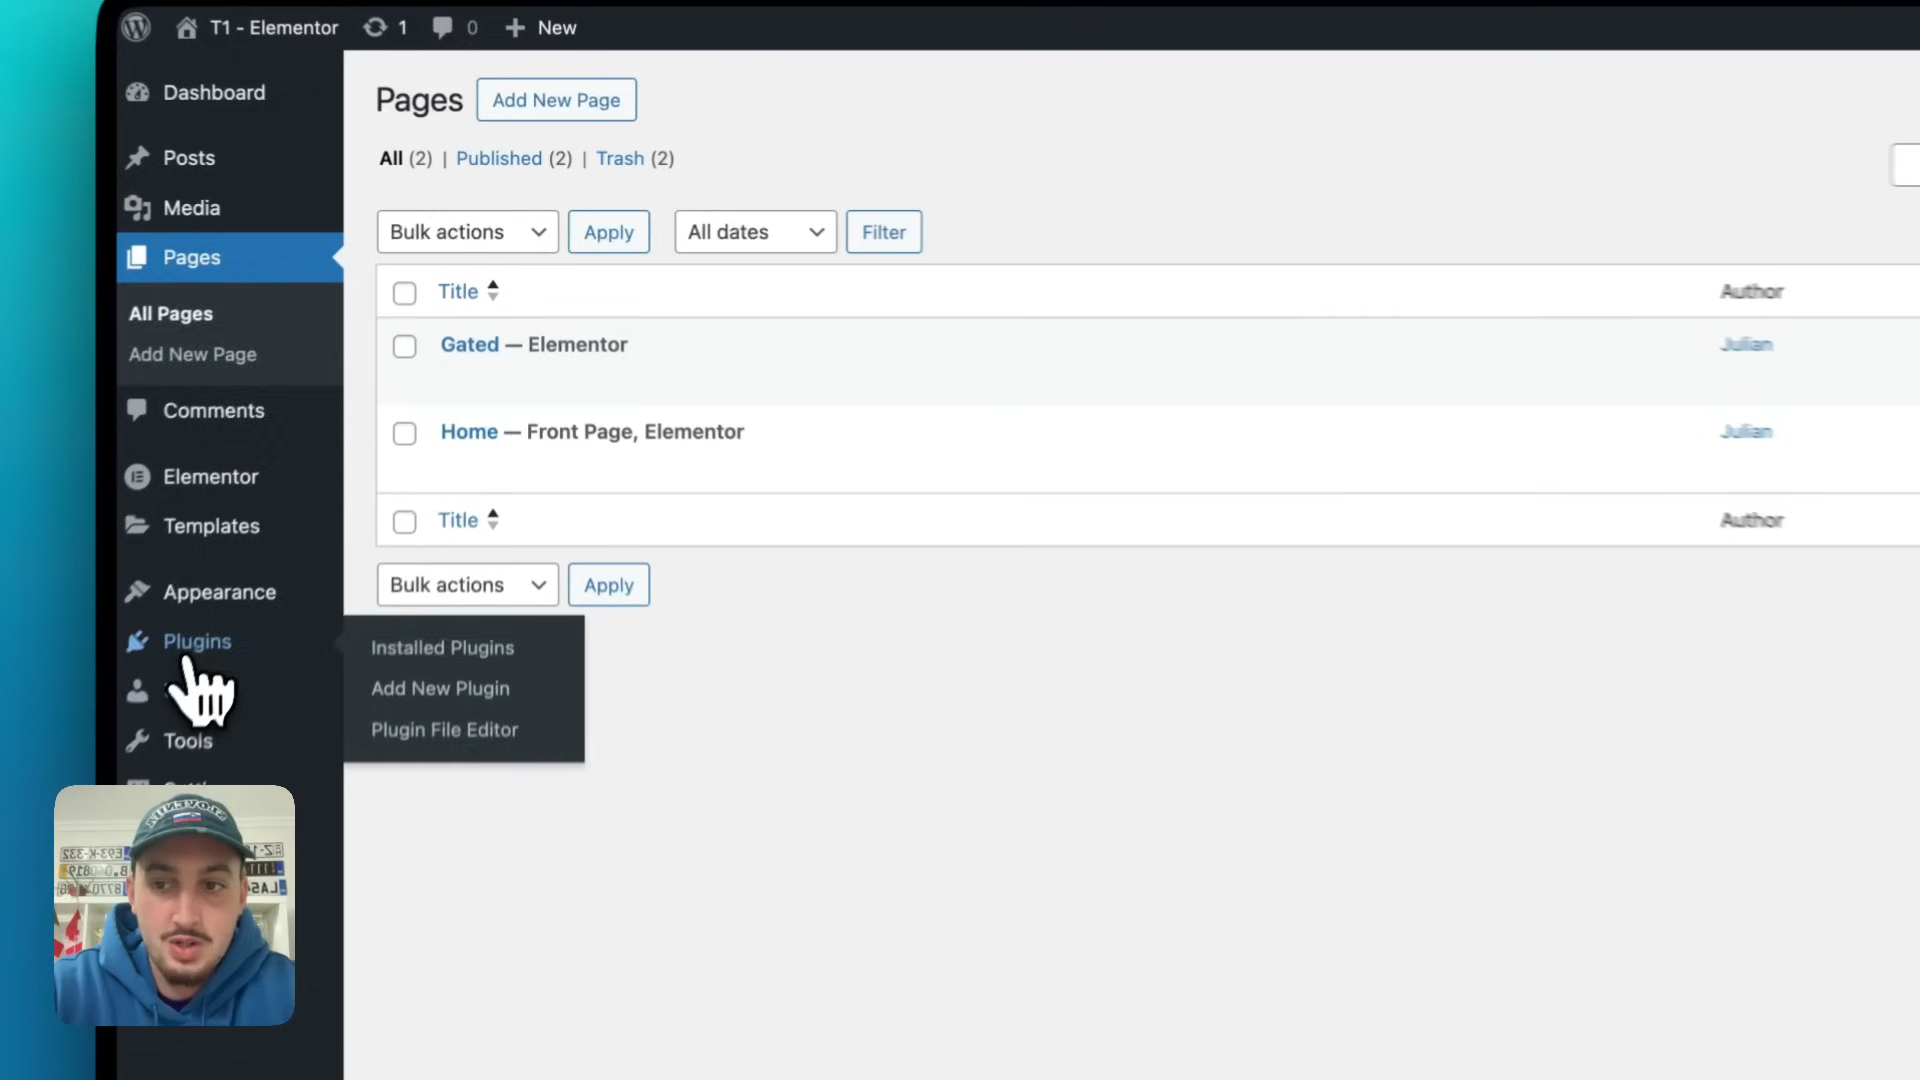 T1 - Elementor 1 0 New
Dashboard
Posts
Media
Pages
All Pages
Add New Page
Comments
Elementor
Templates
Appearance
Plugins
Tools
Pages Add New Page
All (2) | Published (2) | Trash (2)
Bulk actions Apply All dates Filter
Title Author
Gated — Elementor Julian
Home — Front Page, Elementor Julian
Title Author
Bulk actions Apply
Installed Plugins
Add New Plugin
Plugin File Editor